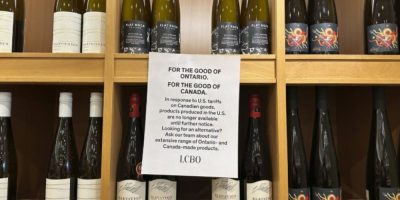 FOR THE GOOD OF
ONTARIO.
FOR THE GOOD OF
CANADA.
In response to U.S. tariffs
on Canadian goods,
products produced in the U.S.
are no longer available
until further notice.
Looking for an alternative?
Ask our team about our
extensive range of Ontario- and
Canada-made products.
LCBO